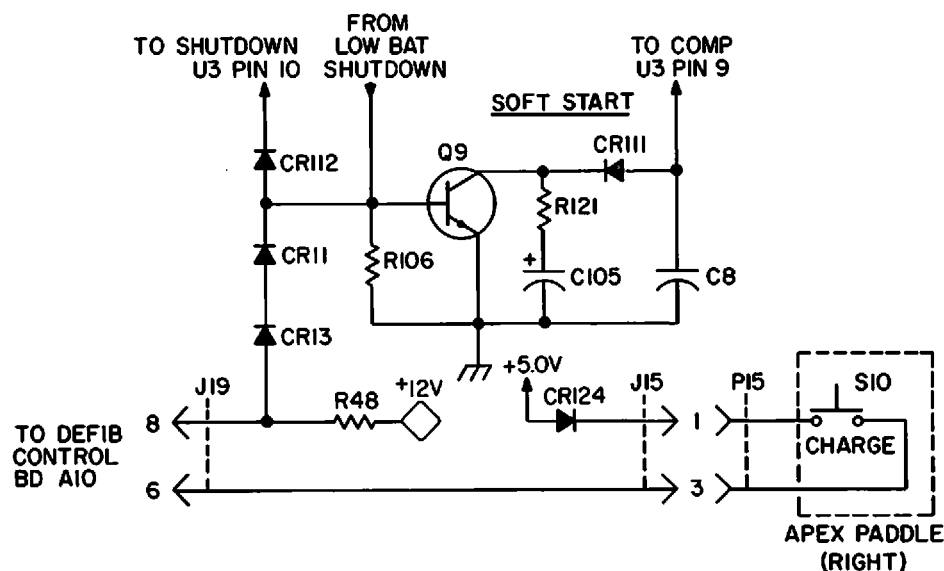 TO SHUTDOWN
U3 PIN 10
FROM
LOW BAT
SHUTDOWN
TO COMP
U3 PIN 9
SOFT START
CR112
Q9
CR111
CR11
R106
R121
+
C105
C8
CR13
+5.0V
J19
R48
+12V
CR124
J15
P15
S10
8
1
CHARGE
TO DEFIB
CONTROL
BD A10
6
3
APEX PADDLE
(RIGHT)